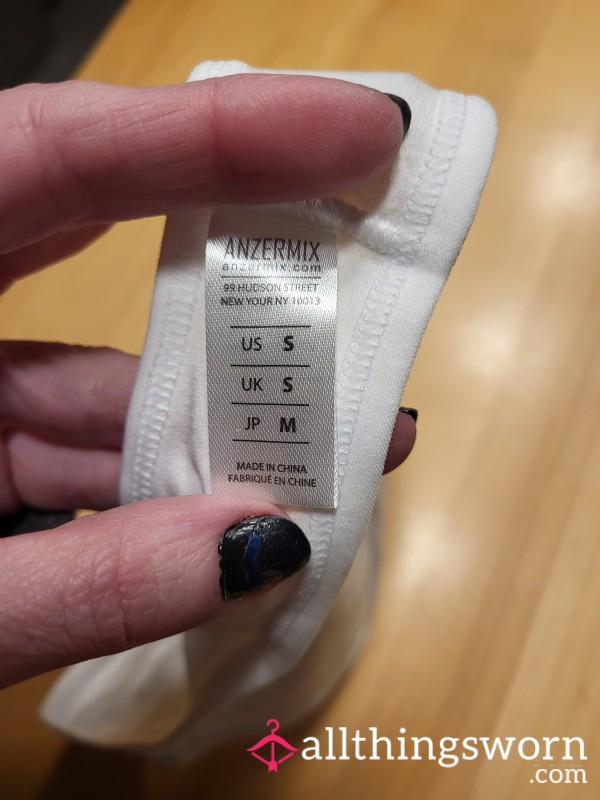 ANZERMIX
anzermix.com
99 HUDSON STREET
NEW YOUR NY 10013
US S
UK S
JP M
MADE IN CHINA
FABRIQUÉ EN CHINE
allthingsworn
.com